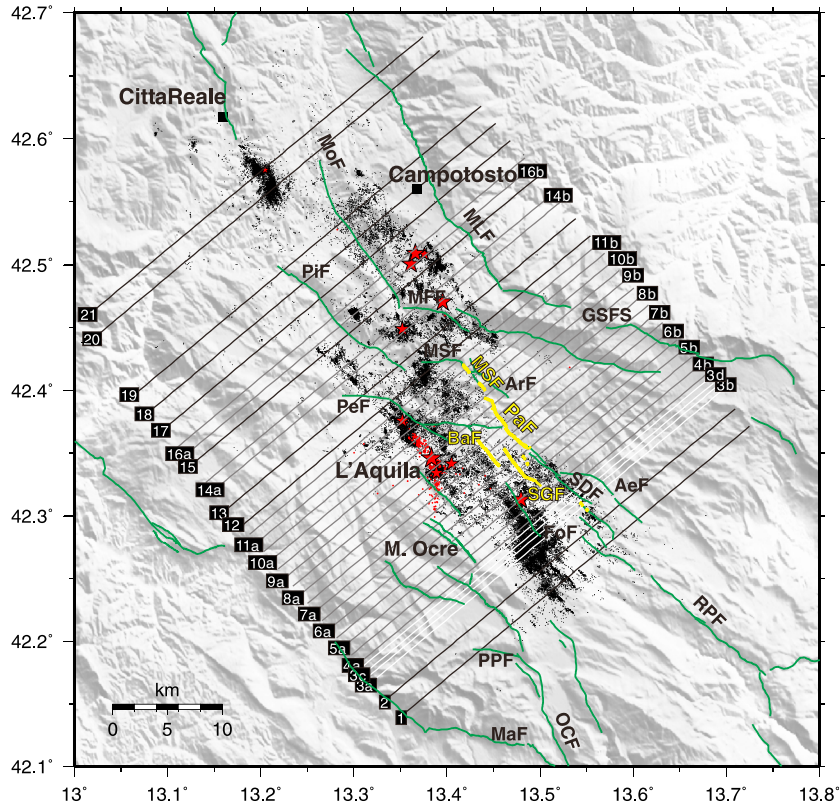 42.7°
CittaReale
42.6°
MoF
Campotosto
16b
14b
MLF
11b
10b
9b
8b
7b
6b
5b
4b
3d
3b
42.5°
PiF
MFF
GSFS
21
20
MSF
MSF
ArF
42.4°
19
18
17
16a
15
14a
13
12
11a
10a
9a
8a
7a
6a
5a
4a
3c
3a
2
1
PeF
PaF
BaF
L'Aquila
SDF
AeF
SGF
42.3°
FoF
M. Ocre
42.2°
RPF
PPF
OCF
MaF
km
0 5 10
42.1°
13° 13.1° 13.2° 13.3° 13.4° 13.5° 13.6° 13.7° 13.8°